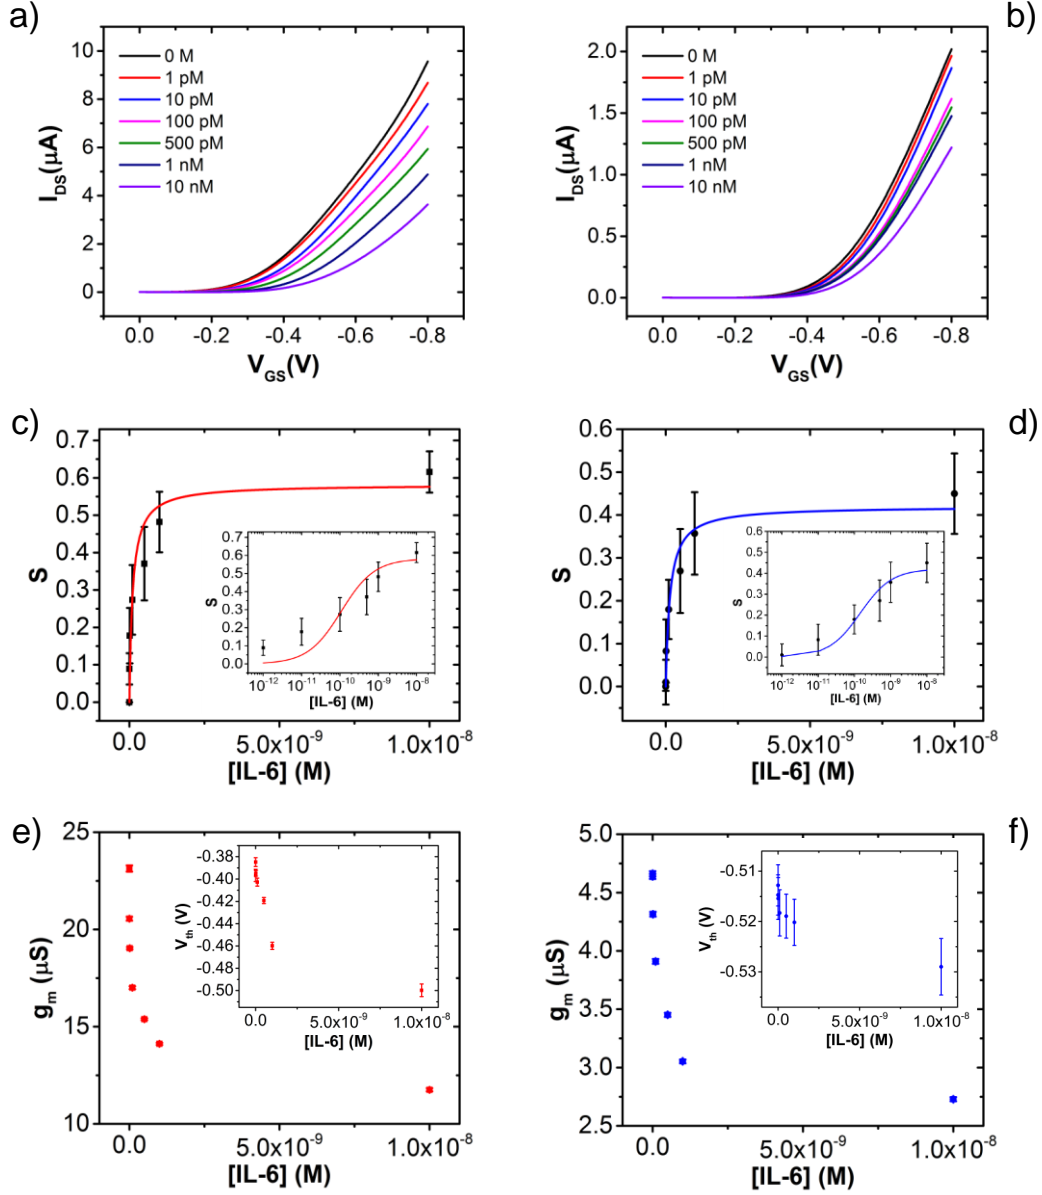 a)
10
8
6
4
2
0
I_DS(μA)
0 M
1 pM
10 pM
100 pM
500 pM
1 nM
10 nM
0.0 -0.2 -0.4 -0.6 -0.8
V_GS(V)
b)
2.0
1.5
1.0
0.5
0.0
I_DS(μA)
0 M
1 pM
10 pM
100 pM
500 pM
1 nM
10 nM
0.0 -0.2 -0.4 -0.6 -0.8
V_GS(V)
c)
0.7
0.6
0.5
0.4
0.3
0.2
0.1
0.0
S
0.7
0.6
0.5
0.4
0.3
0.2
0.1
0.0
S
10^-12 10^-11 10^-10 10^-9 10^-8
[IL-6] (M)
0.0 5.0x10^-9 1.0x10^-8
[IL-6] (M)
d)
0.6
0.5
0.4
0.3
0.2
0.1
0.0
S
0.6
0.5
0.4
0.3
0.2
0.1
0.0
S
10^-12 10^-11 10^-10 10^-9 10^-8
[IL-6] (M)
0.0 5.0x10^-9 1.0x10^-8
[IL-6] (M)
e)
25
20
15
10
g_m (μS)
-0.38
-0.40
-0.42
-0.44
-0.46
-0.48
-0.50
V_th (V)
0.0 5.0x10^-9 1.0x10^-8
[IL-6] (M)
0.0 5.0x10^-9 1.0x10^-8
[IL-6] (M)
f)
5.0
4.5
4.0
3.5
3.0
2.5
g_m (μS)
-0.51
-0.52
-0.53
V_th (V)
0.0 5.0x10^-9 1.0x10^-8
[IL-6] (M)
0.0 5.0x10^-9 1.0x10^-8
[IL-6] (M)